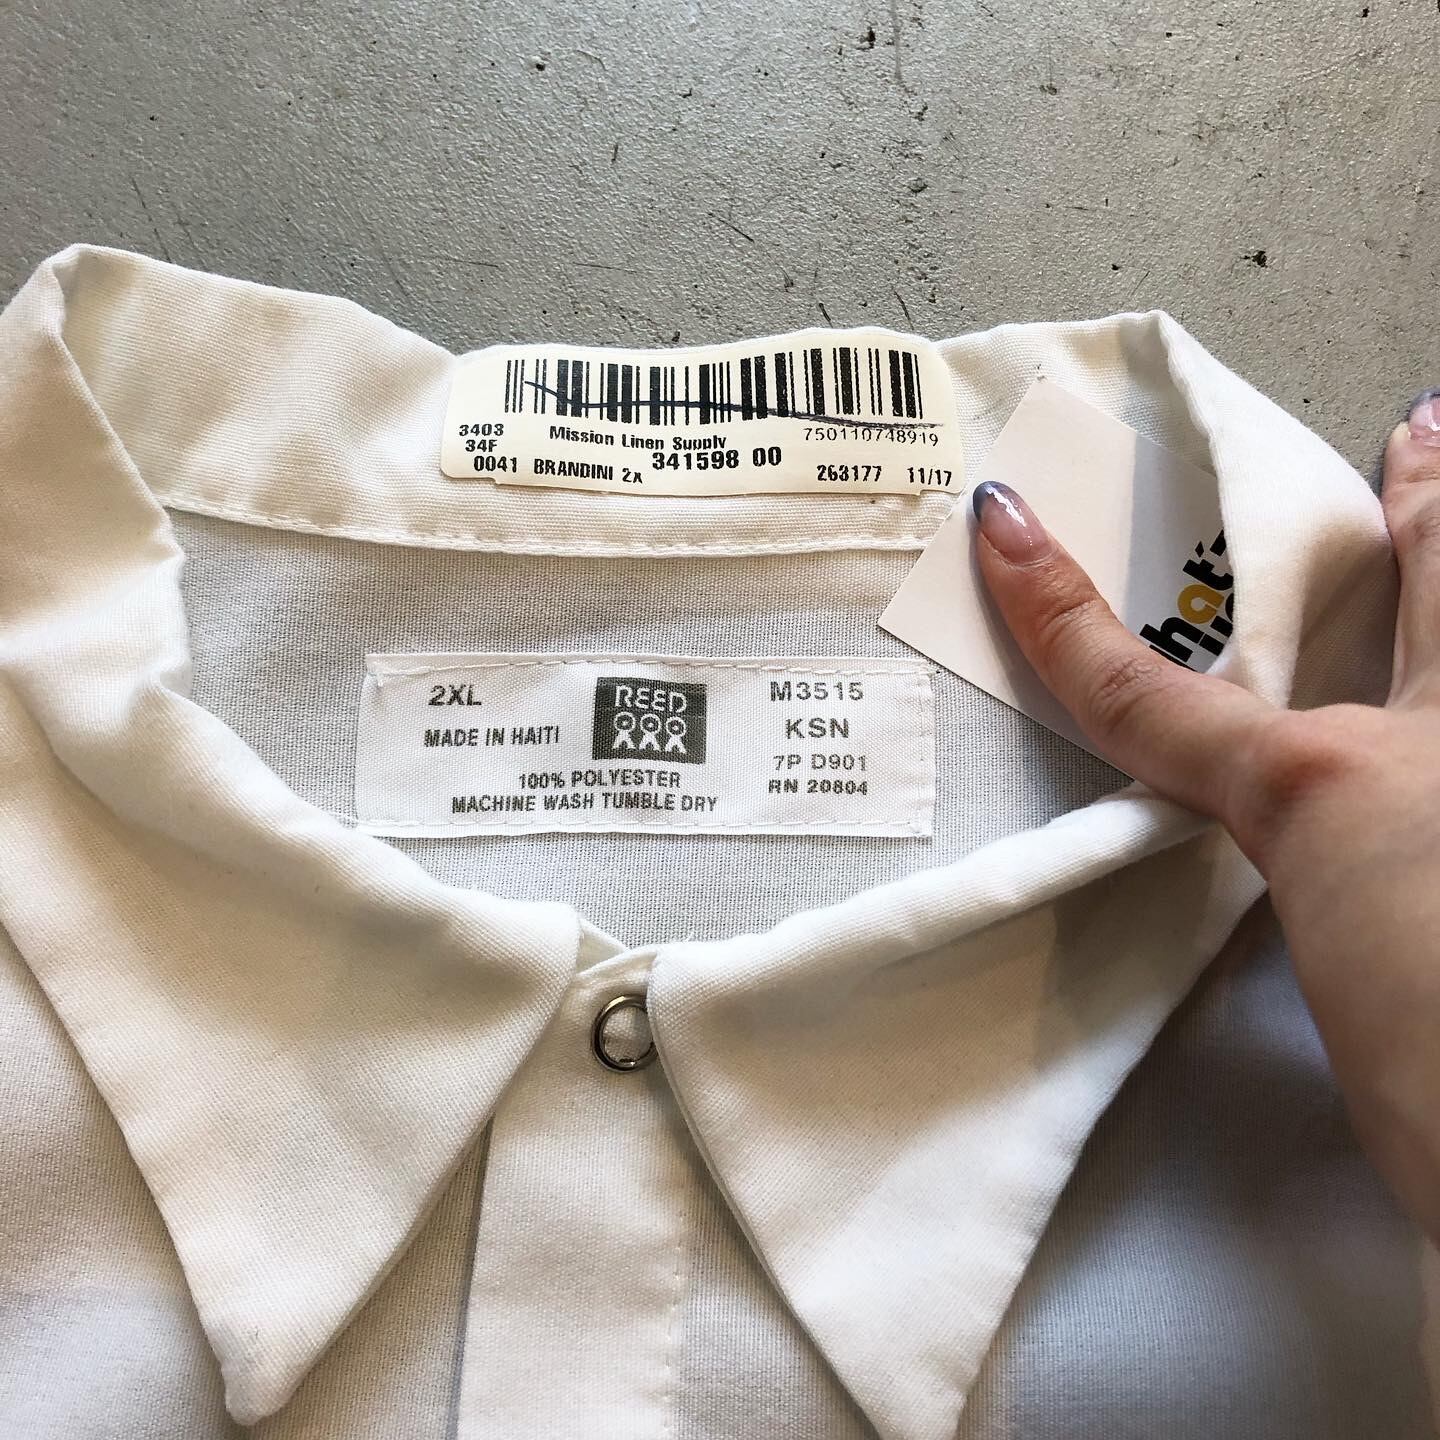 3403
34F
Mission Linen Supply
750110748919
0041 BRANDINI 2X 341598 00 263177 11/17
2XL
MADE IN HAITI
REED
M3515
KSN
7P D901
RN 20804
100% POLYESTER
MACHINE WASH TUMBLE DRY